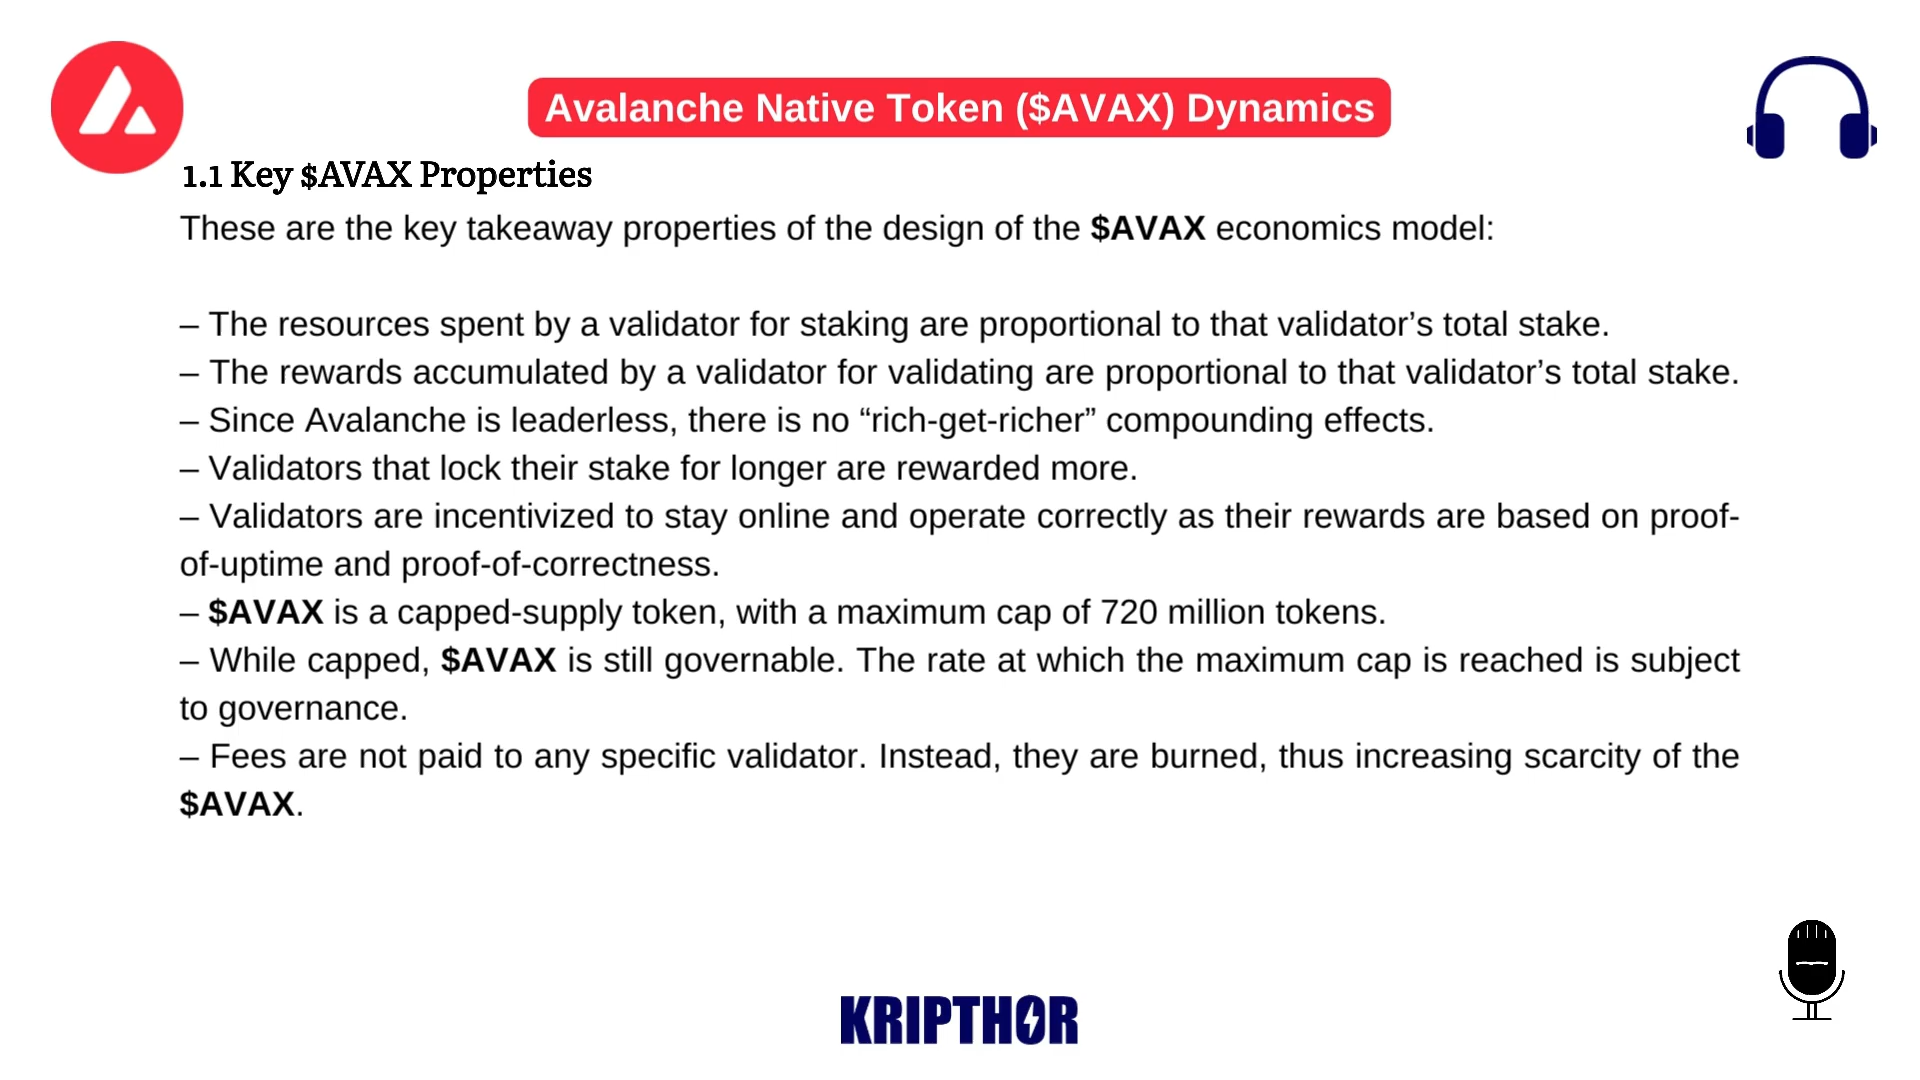 Avalanche Native Token ($AVAX) Dynamics
1.1 Key $AVAX Properties
These are the key takeaway properties of the design of the $AVAX economics model:
– The resources spent by a validator for staking are proportional to that validator’s total stake.
– The rewards accumulated by a validator for validating are proportional to that validator’s total stake.
– Since Avalanche is leaderless, there is no “rich-get-richer” compounding effects.
– Validators that lock their stake for longer are rewarded more.
– Validators are incentivized to stay online and operate correctly as their rewards are based on proof-
of-uptime and proof-of-correctness.
– $AVAX is a capped-supply token, with a maximum cap of 720 million tokens.
– While capped, $AVAX is still governable. The rate at which the maximum cap is reached is subject
to governance.
– Fees are not paid to any specific validator. Instead, they are burned, thus increasing scarcity of the
$AVAX.
KRIPTHOR